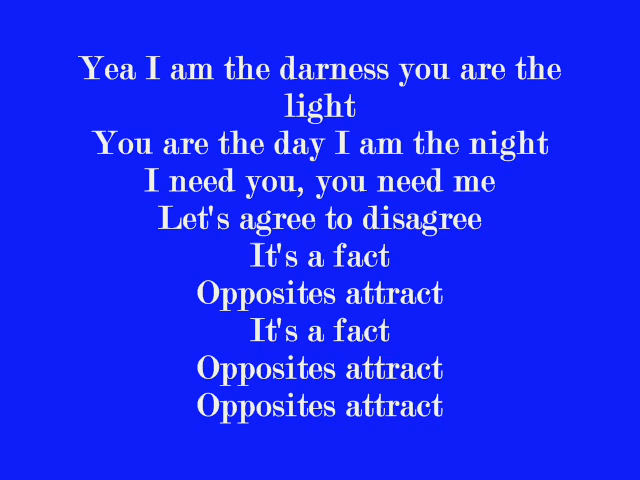 Yea I am the darness you are the
light
You are the day I am the night
I need you, you need me
Let's agree to disagree
It's a fact
Opposites attract
It's a fact
Opposites attract
Opposites attract